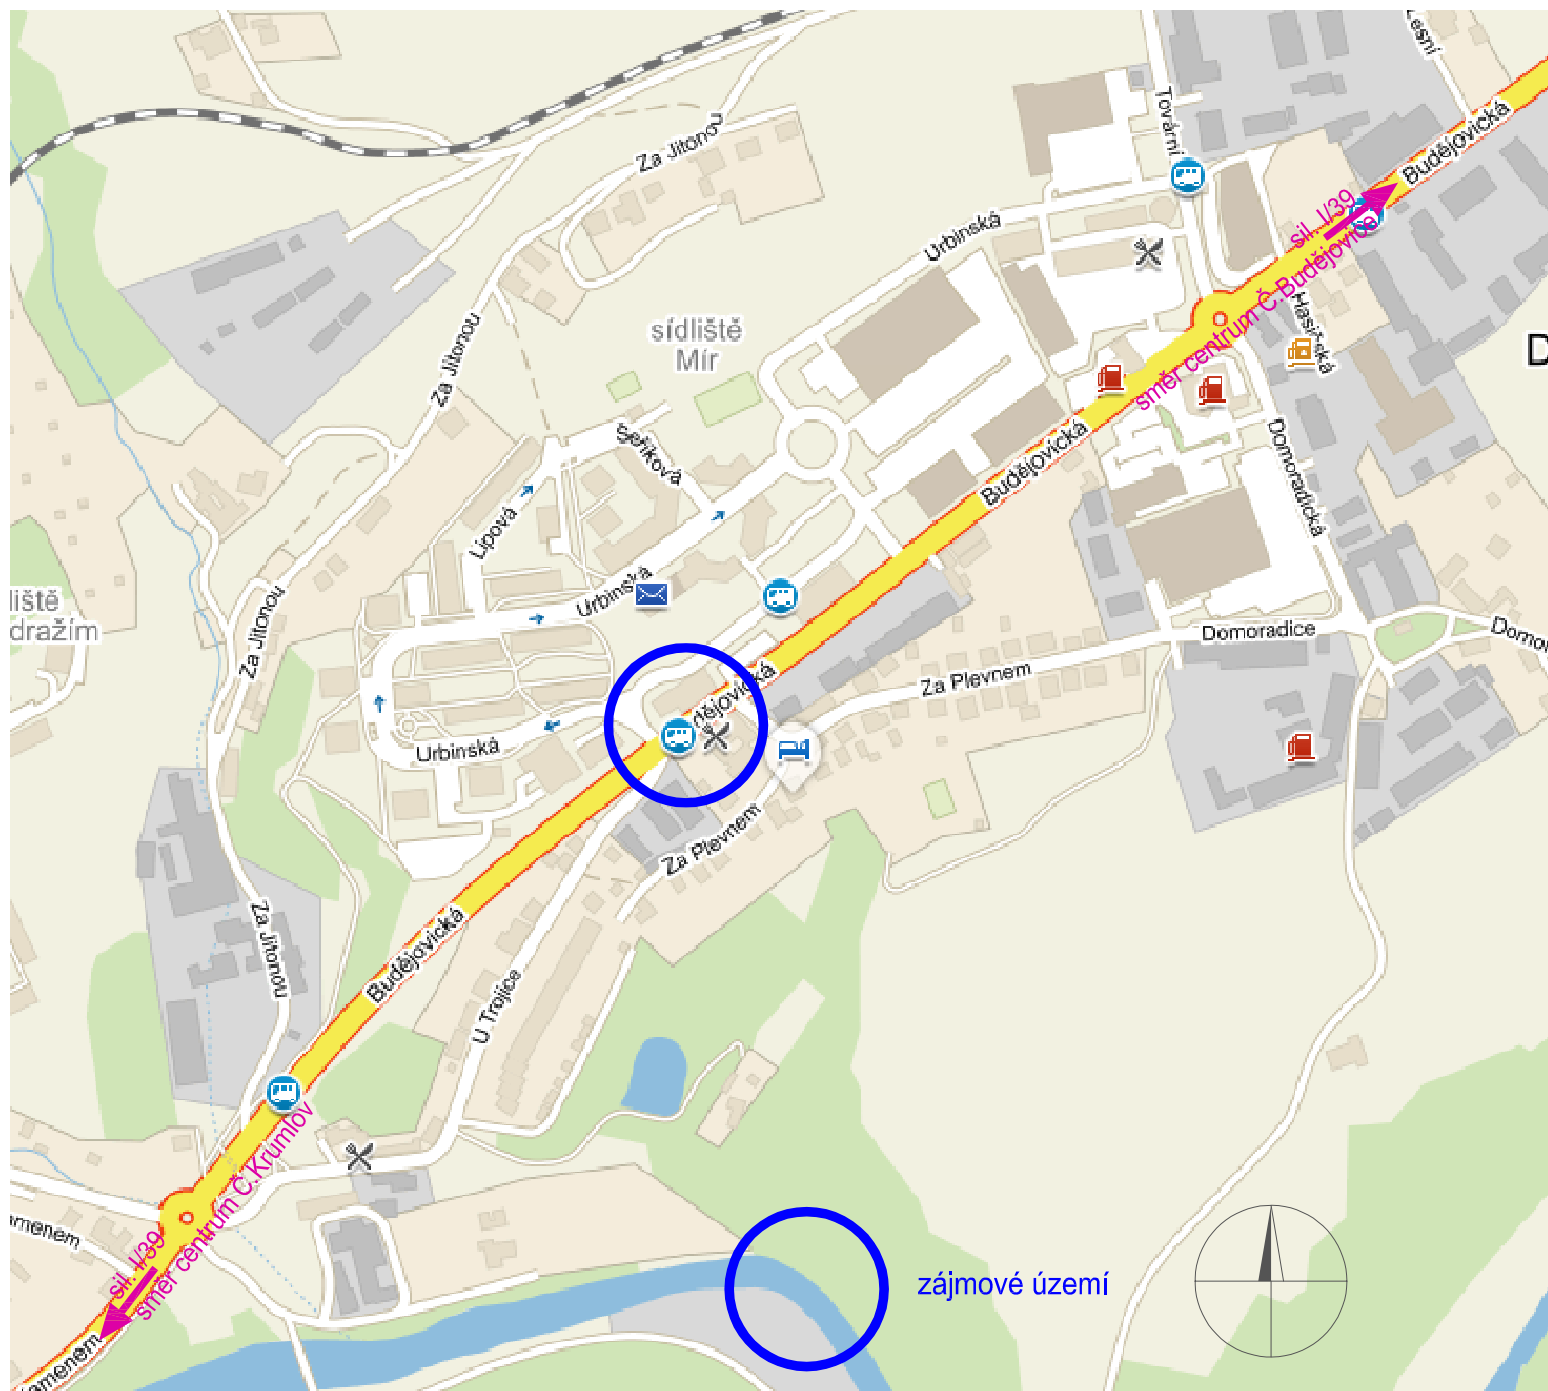 Lešní
Tovární
Budějovická
Za Jitonou
sil. I/39
směr centrum Č.Budějovice
Urbinská
Hasičská
sídliště
Mír
Za Jitonou
D
Šeříková
Budějovická
Domoradická
Lipová
Urbinská
Za Jitonou
Domoradice
Za Plevnem
Urbinská
Za Plevnem
Za Jitonou
Budějovická
U Trojice
sil. I/39
směr centrum Č.Krumlov
zájmové území